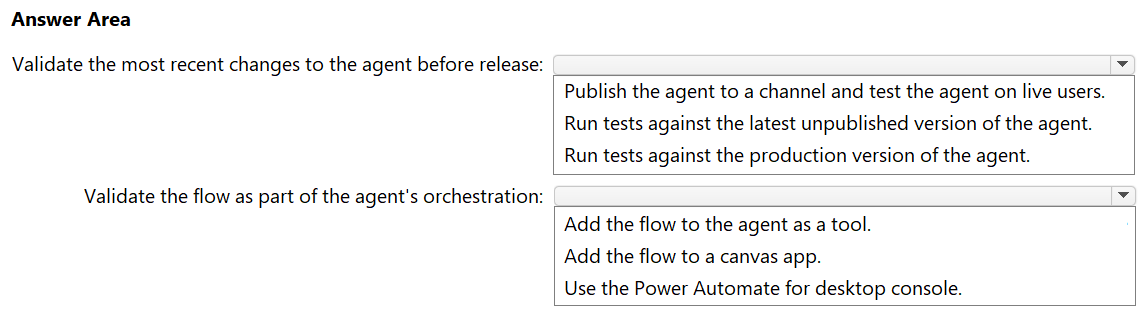 Answer Area
Validate the most recent changes to the agent before release:
Publish the agent to a channel and test the agent on live users.
Run tests against the latest unpublished version of the agent.
Run tests against the production version of the agent.
Validate the flow as part of the agent's orchestration:
Add the flow to the agent as a tool.
Add the flow to a canvas app.
Use the Power Automate for desktop console.